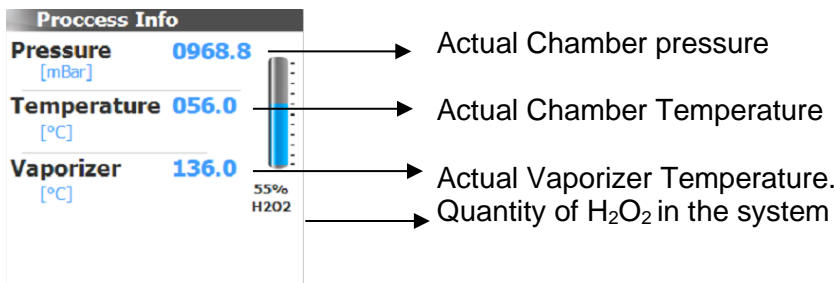 Proccess Info
Pressure 0968.8
[mBar]
Temperature 056.0
[°C]
Vaporizer 136.0
[°C]
55%
H2O2
Actual Chamber pressure
Actual Chamber Temperature
Actual Vaporizer Temperature.
Quantity of H₂O₂ in the system